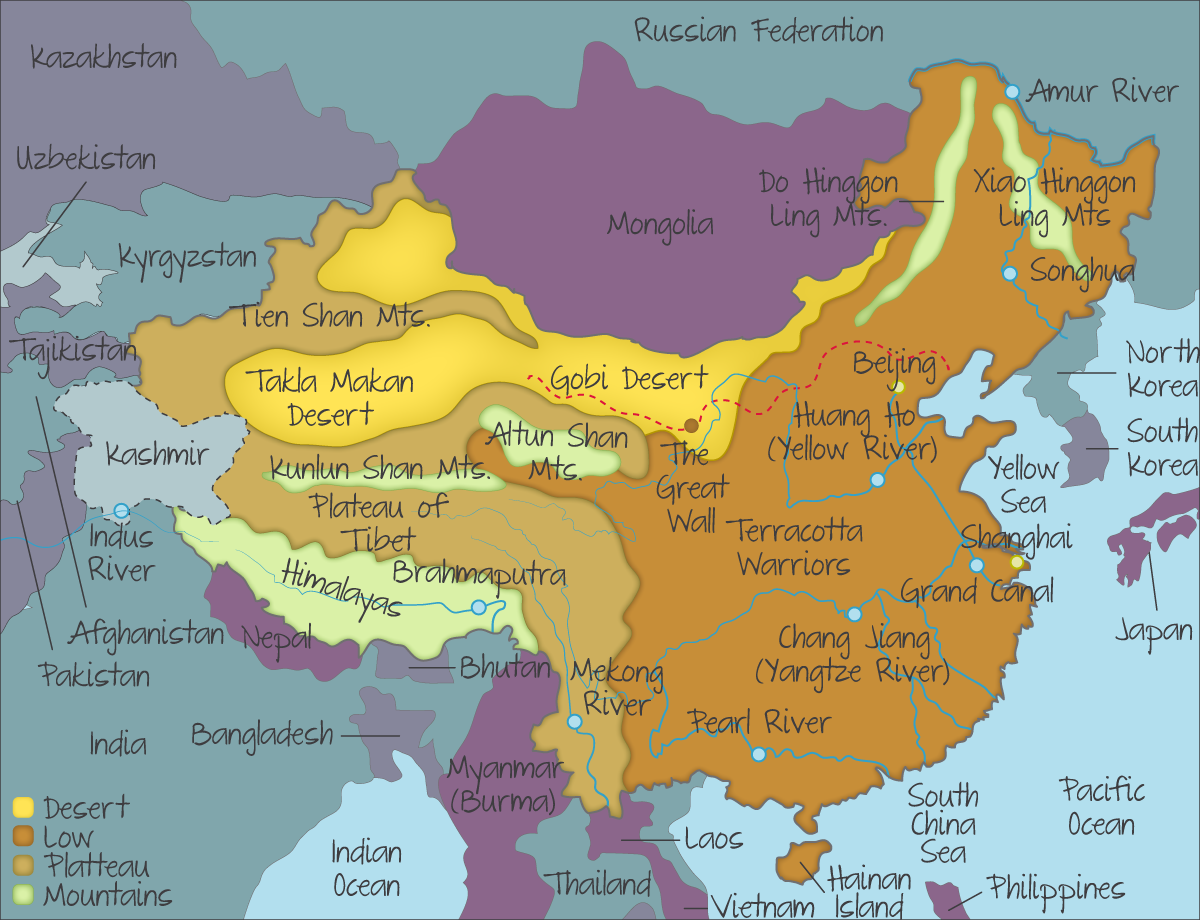 Russian Federation
Kazakhstan
Amur River
Uzbekistan
Do Hinggon
Ling Mts.
Xiao Hinggon
Ling Mts
Mongolia
Kyrgyzstan
Songhua
Tien Shan Mts.
Tajikistan
North
Korea
Beijing
Gobi Desert
Takla Makan
Desert
Huang Ho
(Yellow River)
South
Korea
Altun Shan
Mts.
Kashmir
Kunlun Shan Mts.
The
Great
Wall
Yellow
Sea
Plateau of
Tibet
Terracotta
Warriors
Shanghai
Indus
River
Himalayas
Brahmaputra
Grand Canal
Afghanistan
Nepal
Chang Jiang
(Yangtze River)
Japan
Pakistan
Bhutan
Mekong
River
Pearl River
India
Bangladesh
Myanmar
(Burma)
South
China
Sea
Pacific
Ocean
Desert
Low
Platteau
Mountains
Indian
Ocean
Laos
Thailand
Hainan
Island
Philippines
Vietnam